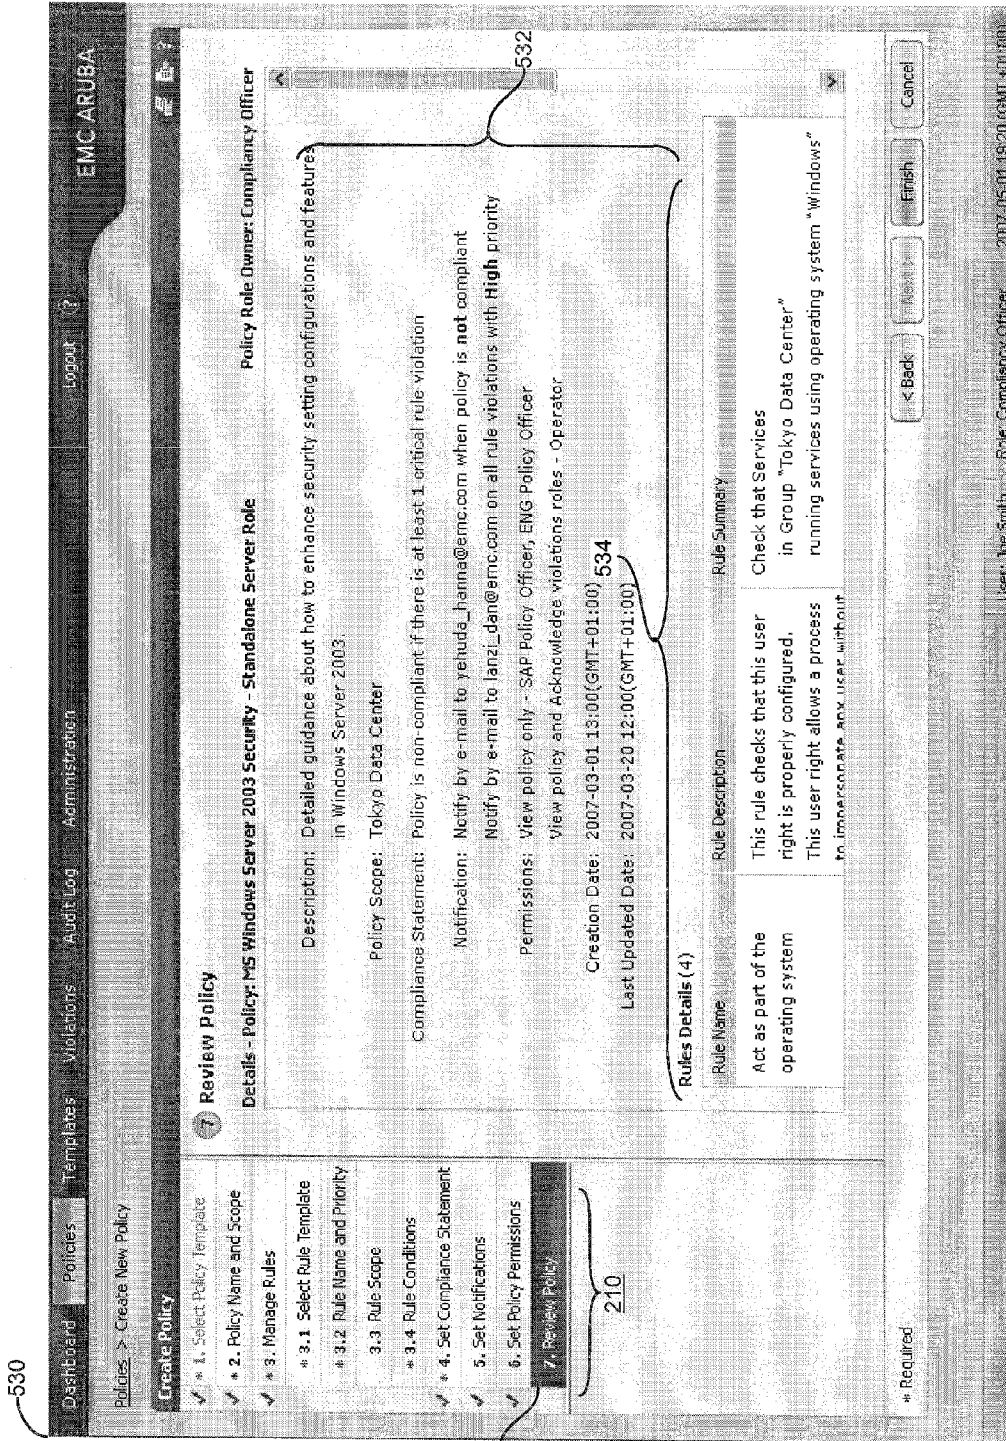 530
EMC ARUBA
Dashboard Policies Templates Violations Audit Log Administration Logout
Policies > Create New Policy
Create Policy
✓ * 1. Select Policy Template
✓ * 2. Policy Name and Scope
✓ * 3. Manage Rules
* 3.1 Select Rule Template
* 3.2 Rule Name and Priority
3.3 Rule Scope
* 3.4 Rule Conditions
✓ * 4. Set Compliance Statement
✓ 5. Set Notifications
✓ 6. Set Policy Permissions
7. Review Policy
210
7 Review Policy
Details - Policy: MS Windows Server 2003 Security - Standalone Server Role Policy Role Owner: Compliancy Officer
Description: Detailed guidance about how to enhance security setting configurations and features
in Windows Server 2003.
Policy Scope: Tokyo Data Center
Compliance Statement: Policy is non-compliant if there is at least 1 critical rule violation
Notification: Notify by e-mail to yehuda_hanna@emc.com when policy is not compliant
Notify by e-mail to lanzi_dan@emc.com on all rule violations with High priority
Permissions: View policy only - SAP Policy Officer, ENG Policy Officer
View policy and Acknowledge violations roles - Operator
Creation Date: 2007-03-01 13:00(GMT+01:00)
Last Updated Date: 2007-03-20 12:00(GMT+01:00)
532
534
Rules Details (4)
Rule Name Rule Description Rule Summary
Act as part of the
operating system
This rule checks that this user
right is properly configured.
This user right allows a process
to impersonate any user without
Check that Services
in Group "Tokyo Data Center"
running services using operating system "Windows"
* Required
< Back Next > Finish Cancel
User: Joe Smith Role: Compliancy Officer